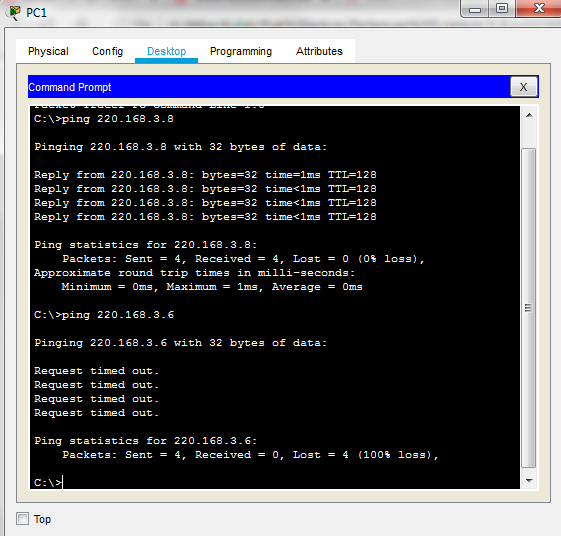 PC1
Physical Config Desktop Programming Attributes
Command Prompt
X
C:\>ping 220.168.3.8
Pinging 220.168.3.8 with 32 bytes of data:
Reply from 220.168.3.8: bytes=32 time=1ms TTL=128
Reply from 220.168.3.8: bytes=32 time<1ms TTL=128
Reply from 220.168.3.8: bytes=32 time<1ms TTL=128
Reply from 220.168.3.8: bytes=32 time<1ms TTL=128
Ping statistics for 220.168.3.8:
Packets: Sent = 4, Received = 4, Lost = 0 (0% loss),
Approximate round trip times in milli-seconds:
Minimum = 0ms, Maximum = 1ms, Average = 0ms
C:\>ping 220.168.3.6
Pinging 220.168.3.6 with 32 bytes of data:
Request timed out.
Request timed out.
Request timed out.
Request timed out.
Ping statistics for 220.168.3.6:
Packets: Sent = 4, Received = 0, Lost = 4 (100% loss),
C:\>
Top